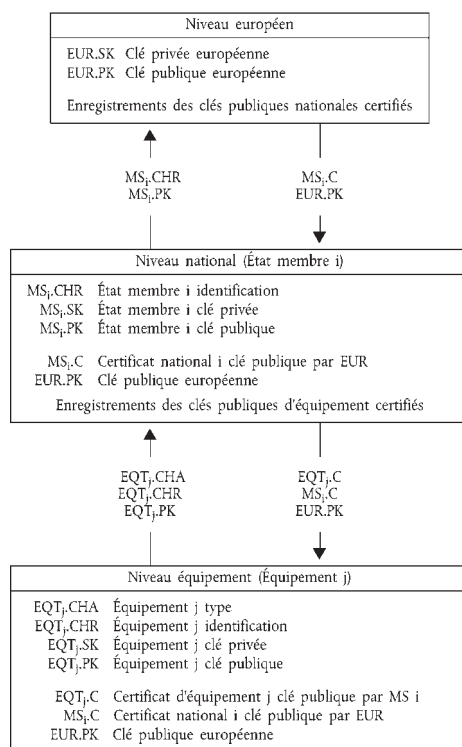 Niveau européen
EUR.SK Clé privée européenne
EUR.PK Clé publique européenne
Enregistrements des clés publiques nationales certifiés
MSi.CHR
MSi.PK
MSi.C
EUR.PK
Niveau national (État membre i)
MSi.CHR État membre i identification
MSi.SK État membre i clé privée
MSi.PK État membre i clé publique
MSi.C Certificat national i clé publique par EUR
EUR.PK Clé publique européenne
Enregistrements des clés publiques d'équipement certifiés
EQTj.CHA
EQTj.CHR
EQTj.PK
EQTj.C
MSi.C
EUR.PK
Niveau équipement (Équipement j)
EQTj.CHA Équipement j type
EQTj.CHR Équipement j identification
EQTj.SK Équipement j clé privée
EQTj.PK Équipement j clé publique
EQTj.C Certificat d'équipement j clé publique par MS i
MSi.C Certificat national i clé publique par EUR
EUR.PK Clé publique européenne